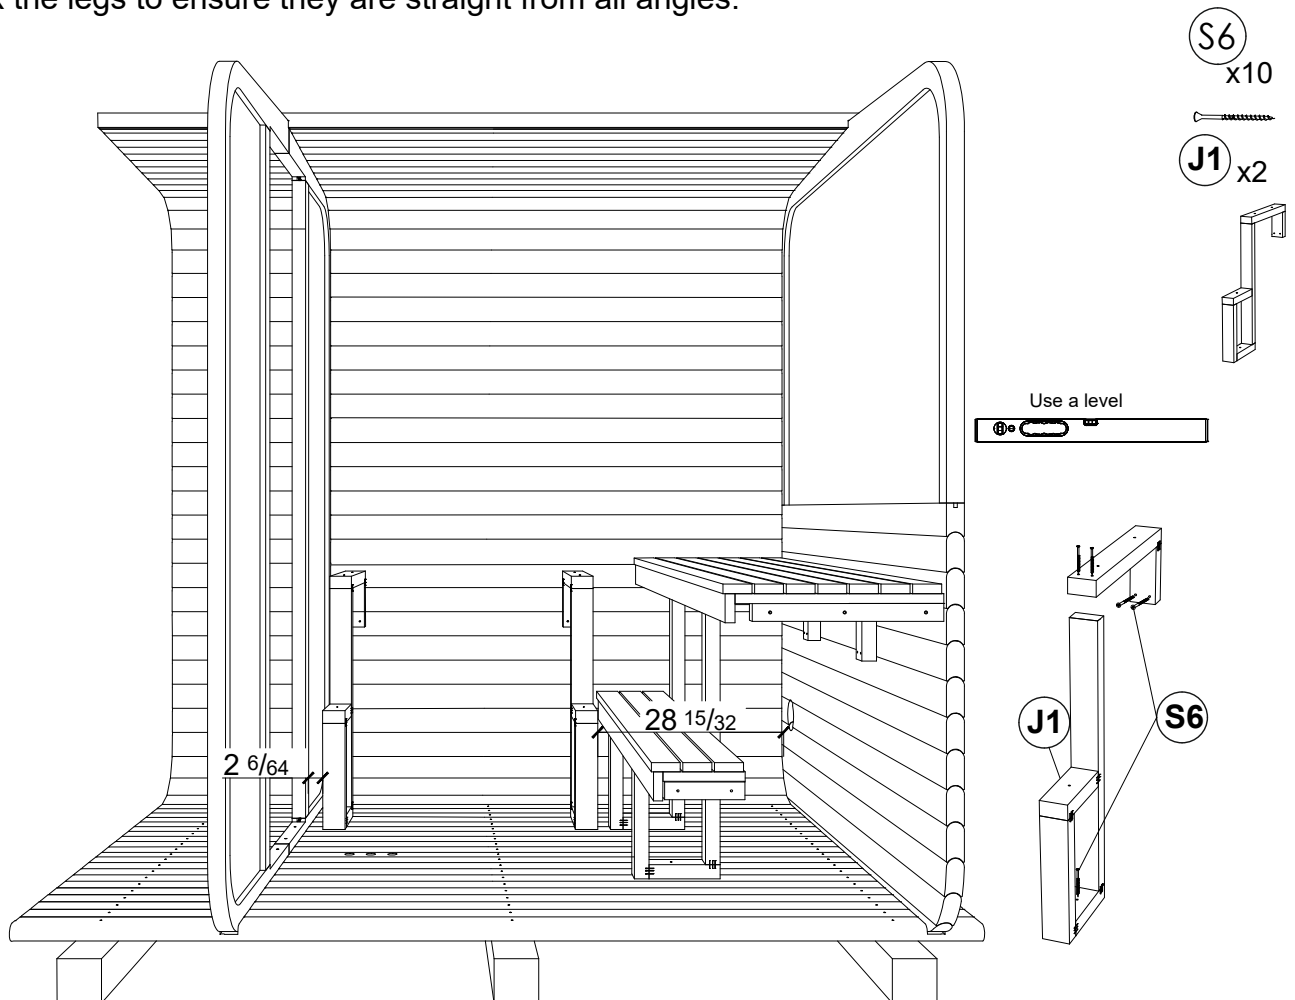 the legs to ensure they are straight from all angles.
S6
x10
J1 x2
Use a level
28 15/32
J1
S6
2 6/64